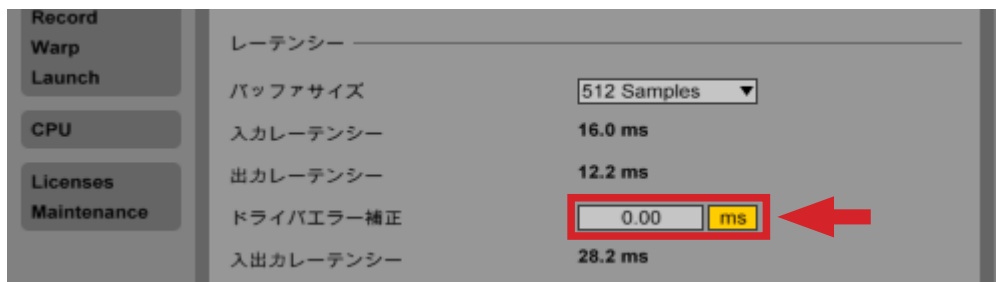 Record
Warp
Launch
CPU
Licenses
Maintenance
レーテンシー
バッファサイズ 512 Samples
入力レーテンシー 16.0 ms
出力レーテンシー 12.2 ms
ドライバエラー補正 0.00 ms
入出力レーテンシー 28.2 ms